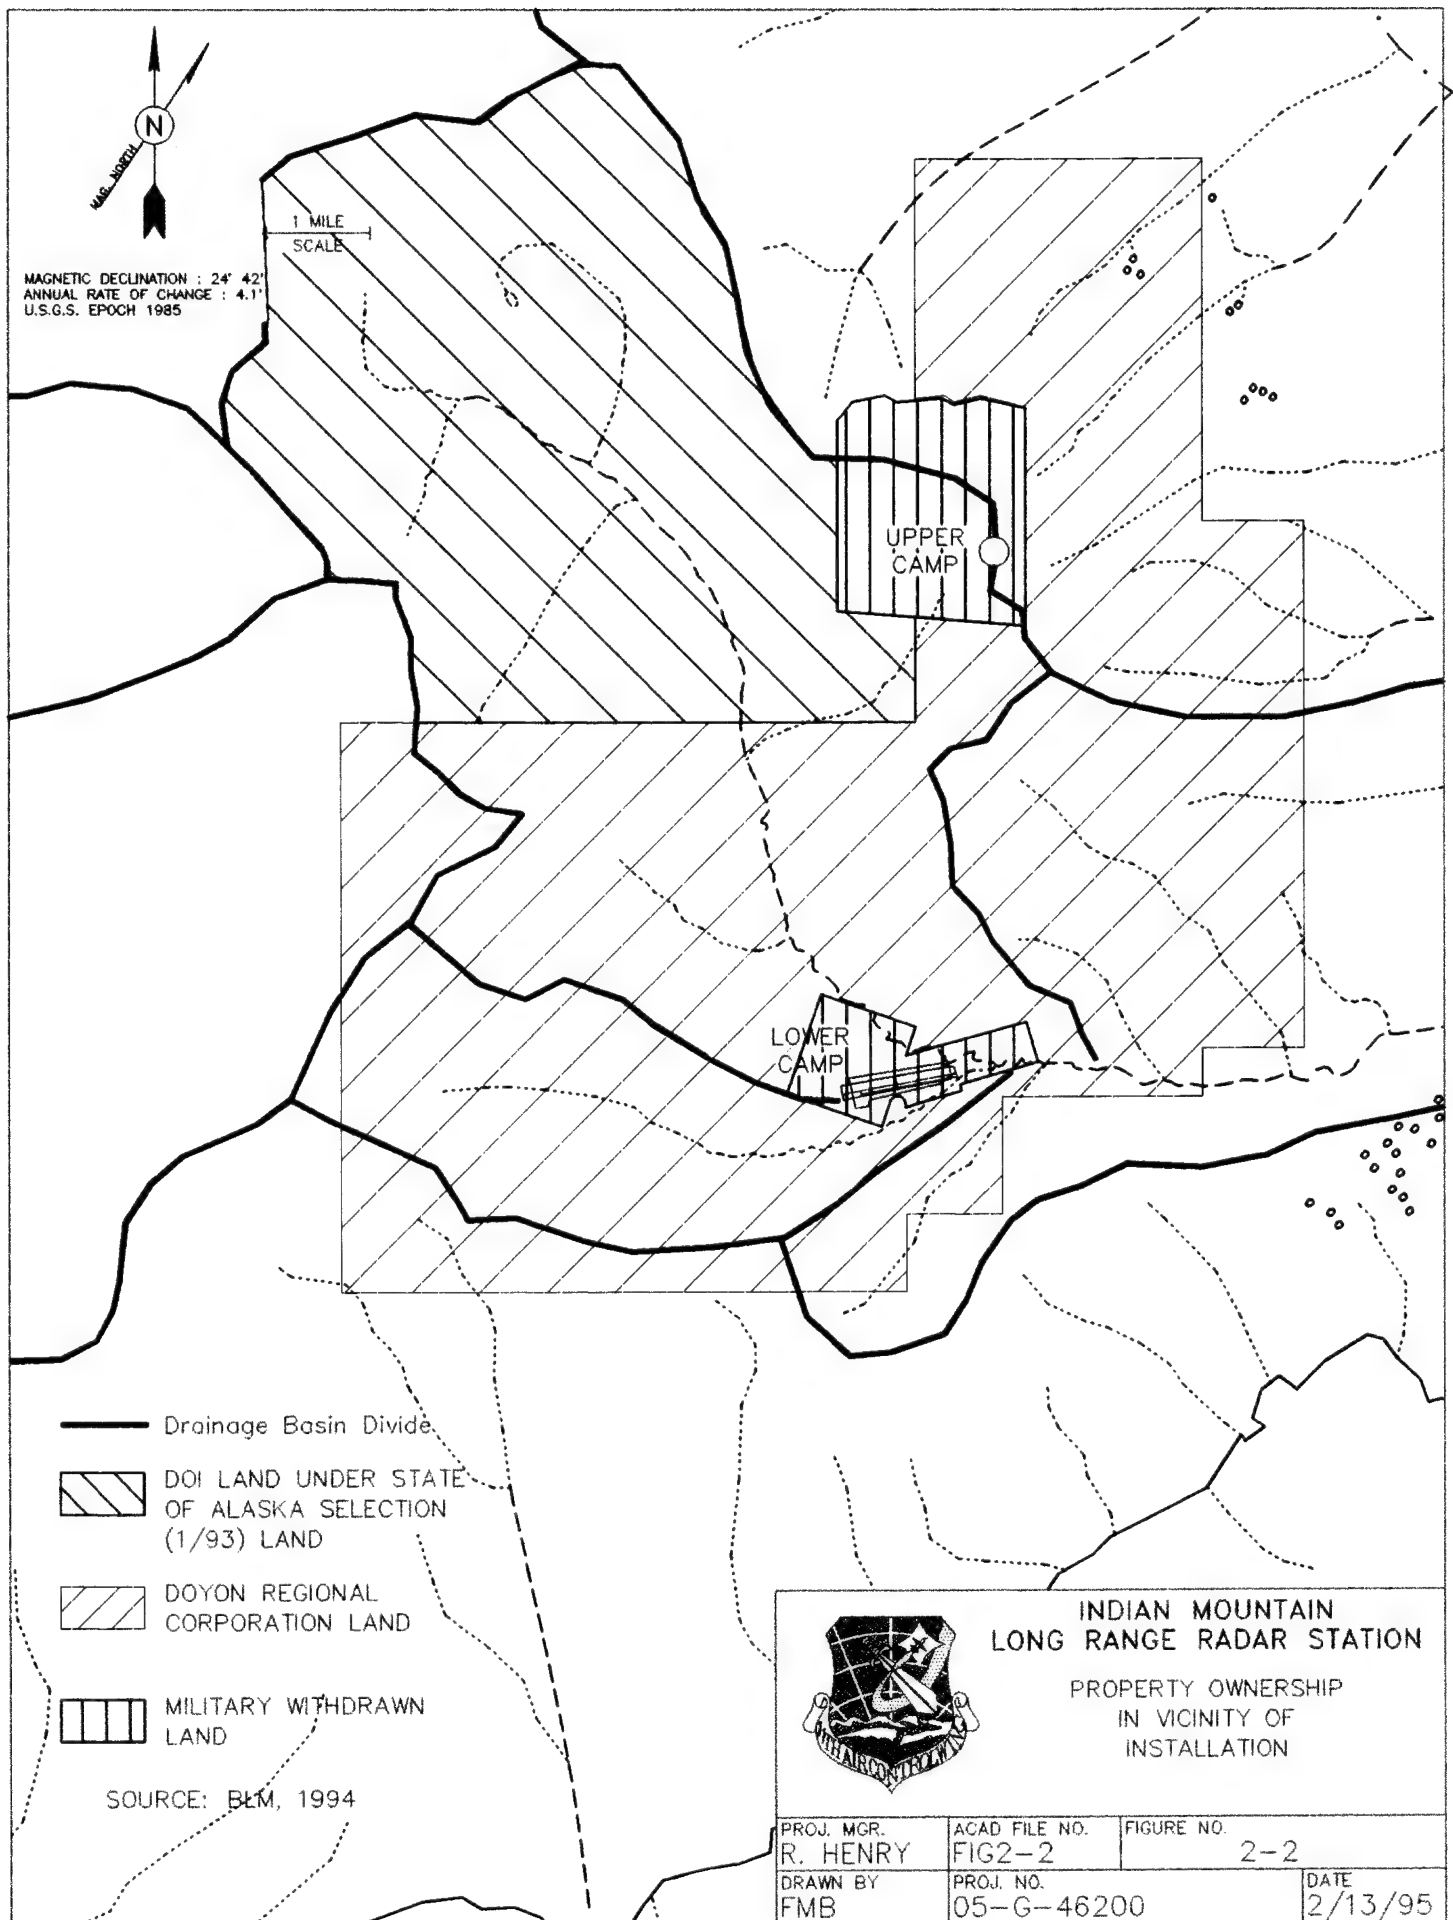 N
MAG. NORTH
1 MILE
SCALE
MAGNETIC DECLINATION : 24° 42'
ANNUAL RATE OF CHANGE : 4.1'
U.S.G.S. EPOCH 1985
UPPER
CAMP
LOWER
CAMP
Drainage Basin Divide
DOI LAND UNDER STATE
OF ALASKA SELECTION
(1/93) LAND
DOYON REGIONAL
CORPORATION LAND
MILITARY WITHDRAWN
LAND
SOURCE: BLM, 1994
INDIAN MOUNTAIN
LONG RANGE RADAR STATION
PROPERTY OWNERSHIP
IN VICINITY OF
INSTALLATION
AIR CONTROL WING
PROJ. MGR.
R. HENRY
ACAD FILE NO.
FIG2-2
FIGURE NO.
2-2
DRAWN BY
FMB
PROJ. NO.
05-G-46200
DATE
2/13/95